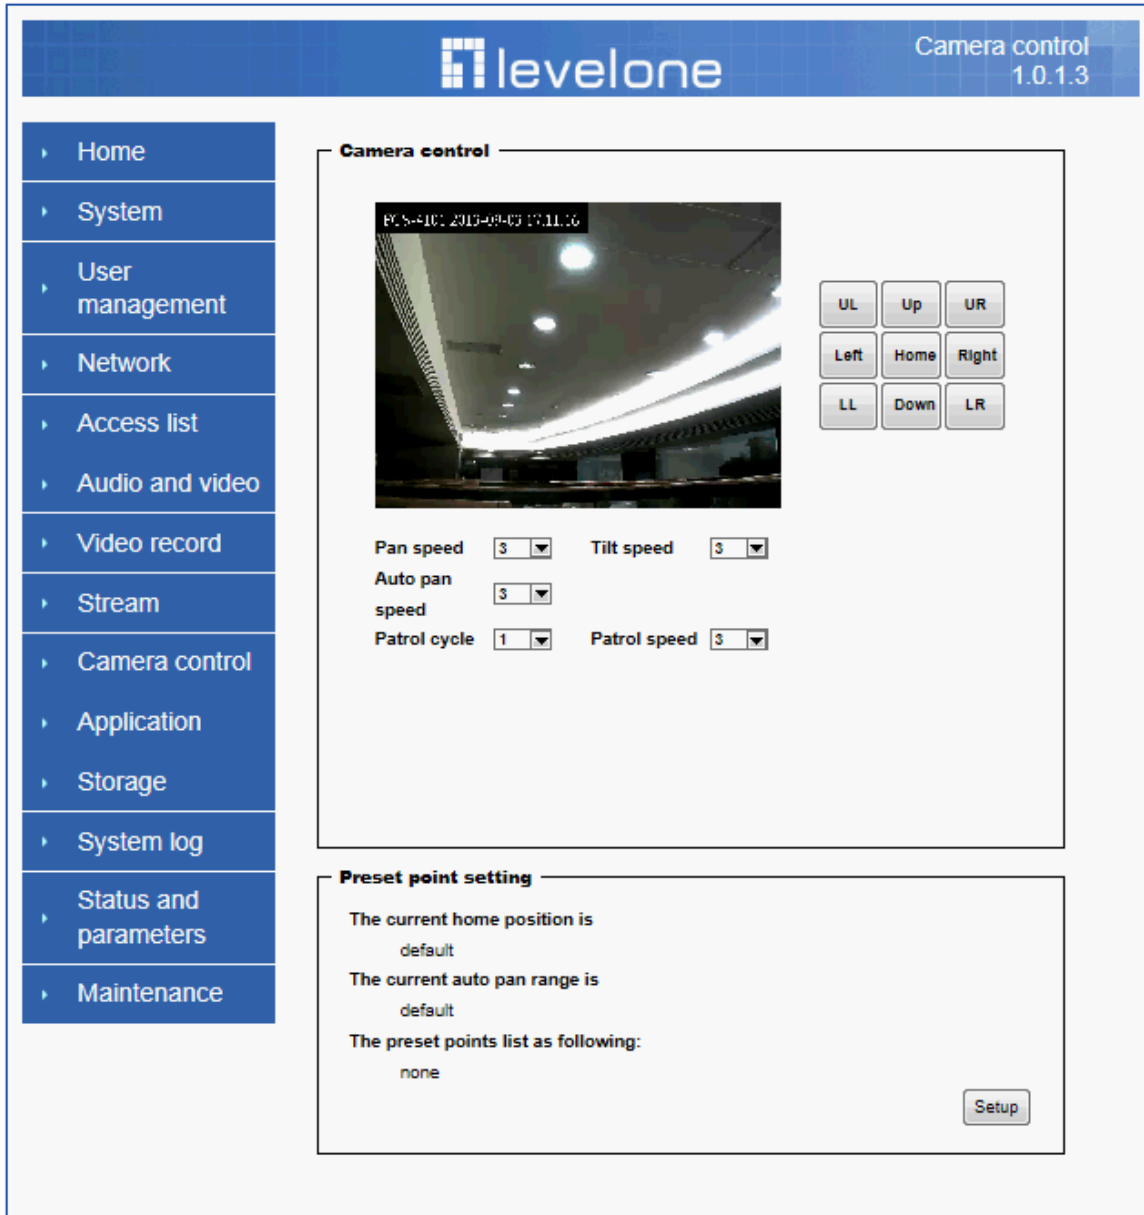 levelone
Camera control
1.0.1.3
Home
System
User
management
Network
Access list
Audio and video
Video record
Stream
Camera control
Application
Storage
System log
Status and
parameters
Maintenance
Camera control
UL Up UR
Left Home Right
LL Down LR
Pan speed 3 Tilt speed 3
Auto pan
speed 3
Patrol cycle 1 Patrol speed 3
Preset point setting
The current home position is
default
The current auto pan range is
default
The preset points list as following:
none
Setup